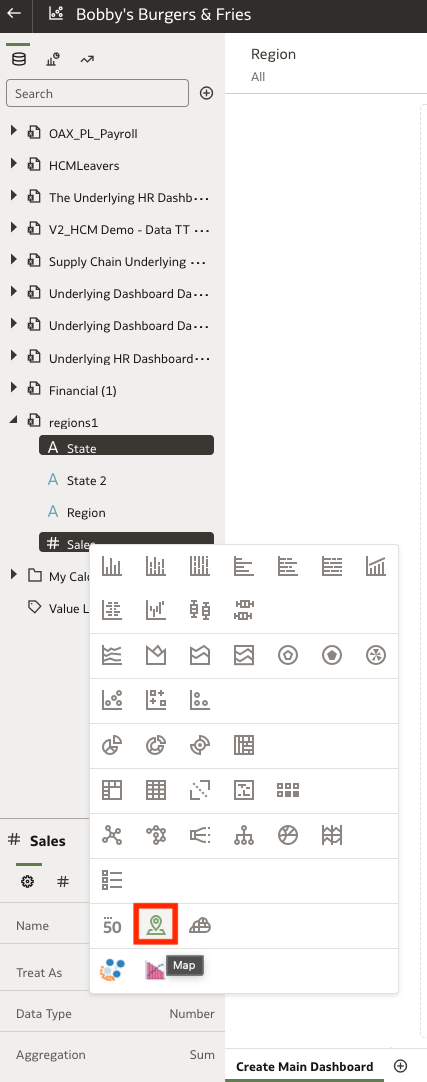 Bobby's Burgers & Fries
Region
All
Search
OAX_PL_Payroll
HCMLeavers
The Underlying HR Dashb...
V2_HCM Demo - Data TT ...
Supply Chain Underlying ...
Underlying Dashboard Da...
Underlying Dashboard Da...
Underlying HR Dashboard...
Financial (1)
regions1
A State
A State 2
A Region
# Sales
My Calc
Value L
# Sales
#
Name
Treat As
Data Type Number
Aggregation Sum
50
Map
Create Main Dashboard